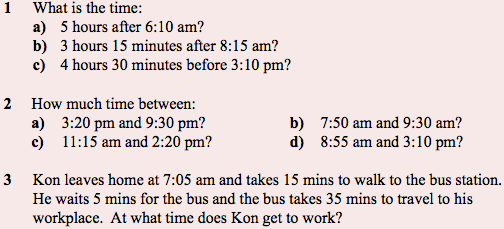 1 What is the time:
a) 5 hours after 6:10 am?
b) 3 hours 15 minutes after 8:15 am?
c) 4 hours 30 minutes before 3:10 pm?
2 How much time between:
a) 3:20 pm and 9:30 pm? b) 7:50 am and 9:30 am?
c) 11:15 am and 2:20 pm? d) 8:55 am and 3:10 pm?
3 Kon leaves home at 7:05 am and takes 15 mins to walk to the bus station.
He waits 5 mins for the bus and the bus takes 35 mins to travel to his
workplace. At what time does Kon get to work?